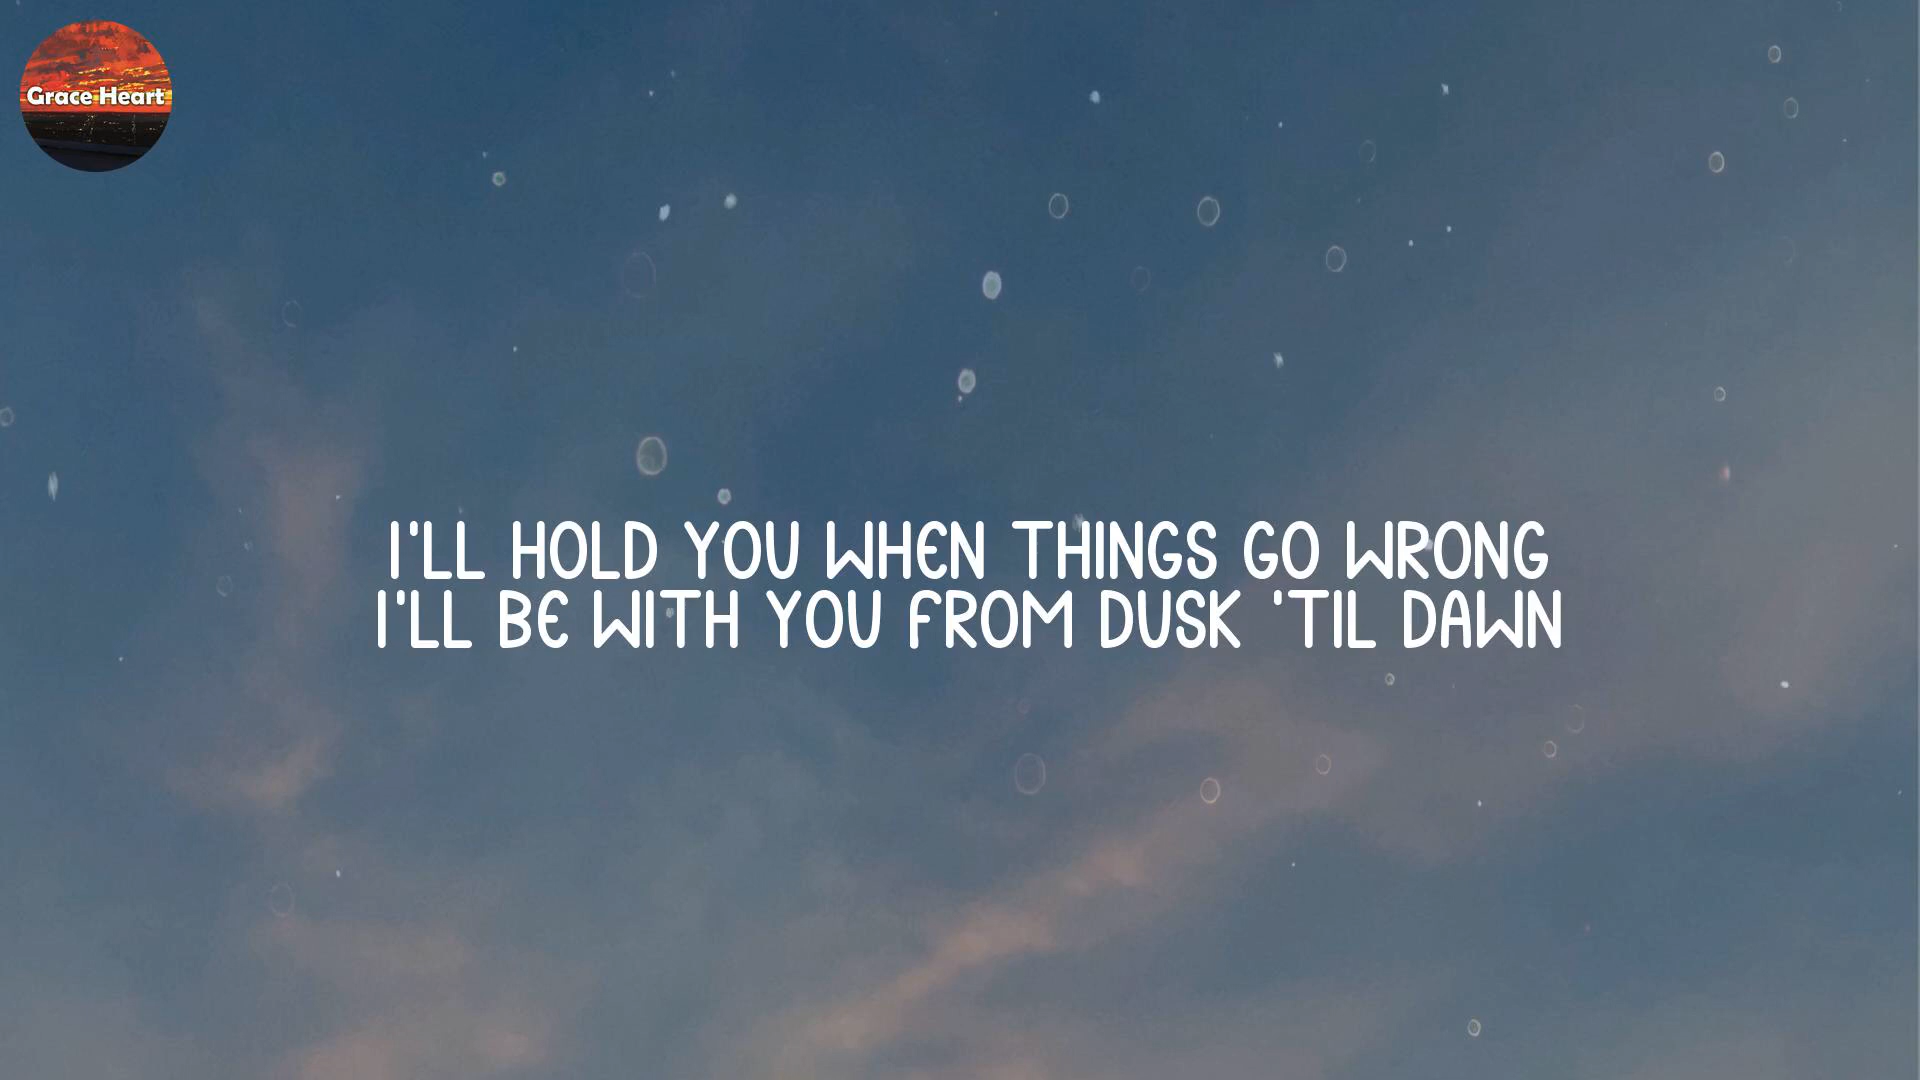 Grace Heart
I'LL HOLD YOU WHEN THINGS GO WRONG
I'LL BE WITH YOU FROM DUSK 'TIL DAWN